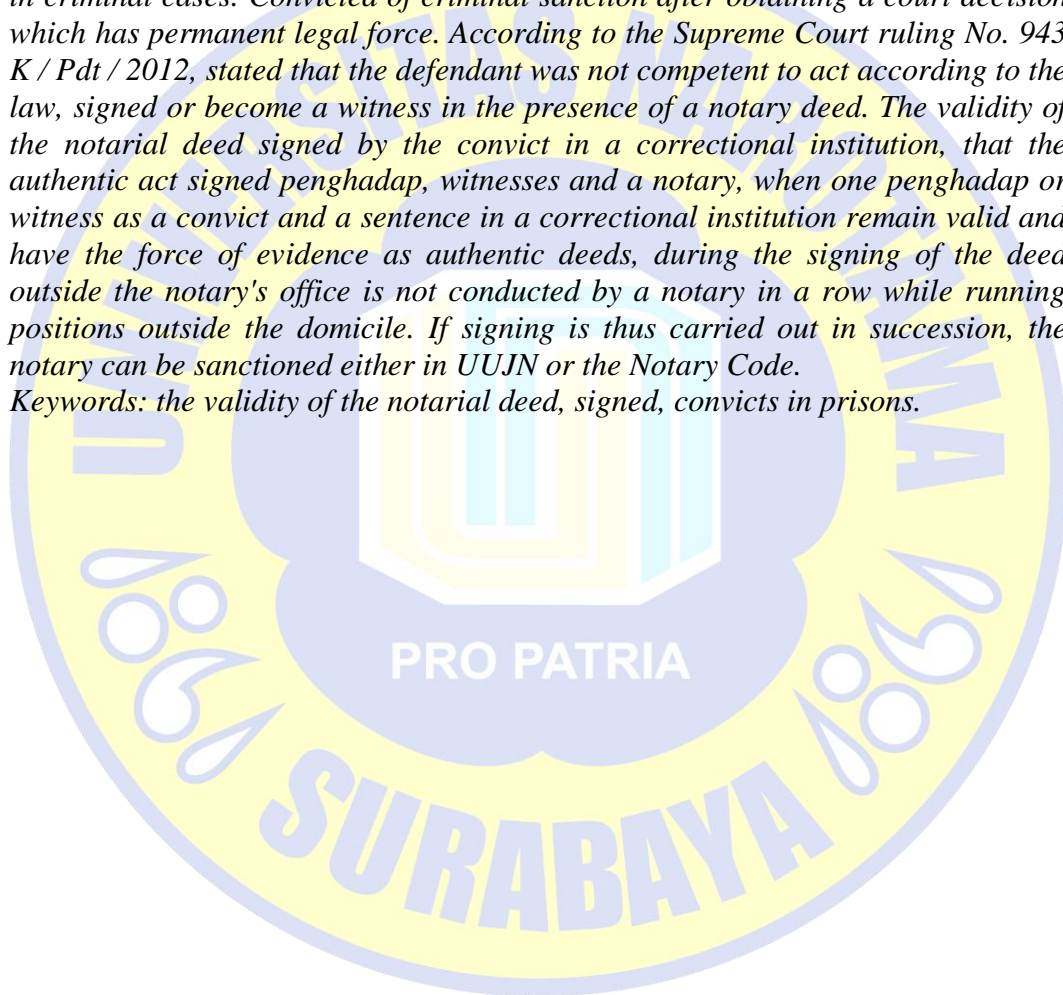 in criminal cases. Convicted of criminal sanction after obtaining a court decision
which has permanent legal force. According to the Supreme Court ruling No. 943
K / Pdt / 2012, stated that the defendant was not competent to act according to the
law, signed or become a witness in the presence of a notary deed. The validity of
the notarial deed signed by the convict in a correctional institution, that the
authentic act signed penghadap, witnesses and a notary, when one penghadap or
witness as a convict and a sentence in a correctional institution remain valid and
have the force of evidence as authentic deeds, during the signing of the deed
outside the notary's office is not conducted by a notary in a row while running
positions outside the domicile. If signing is thus carried out in succession, the
notary can be sanctioned either in UUJN or the Notary Code.
Keywords: the validity of the notarial deed, signed, convicts in prisons.
UNIVERSITAS NAROTAMA
PRO PATRIA
SURABAYA